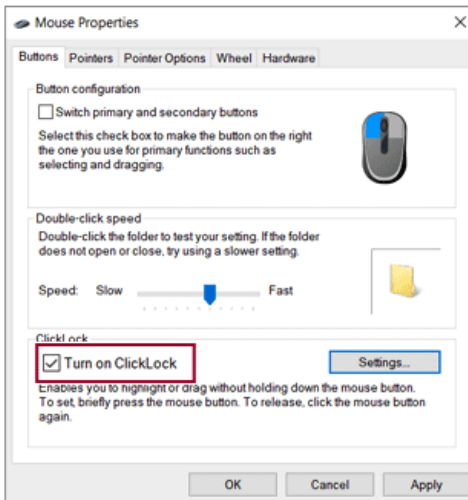 Mouse Properties
Buttons Pointers Pointer Options Wheel Hardware
Button configuration
Switch primary and secondary buttons
Select this check box to make the button on the right
the one you use for primary functions such as
selecting and dragging.
Double-click speed
Double-click the folder to test your setting. If the folder
does not open or close, try using a slower setting.
Speed: Slow Fast
ClickLock
Turn on ClickLock Settings...
Enables you to highlight or drag without holding down the mouse button.
To set, briefly press the mouse button. To release, click the mouse button
again.
OK Cancel Apply